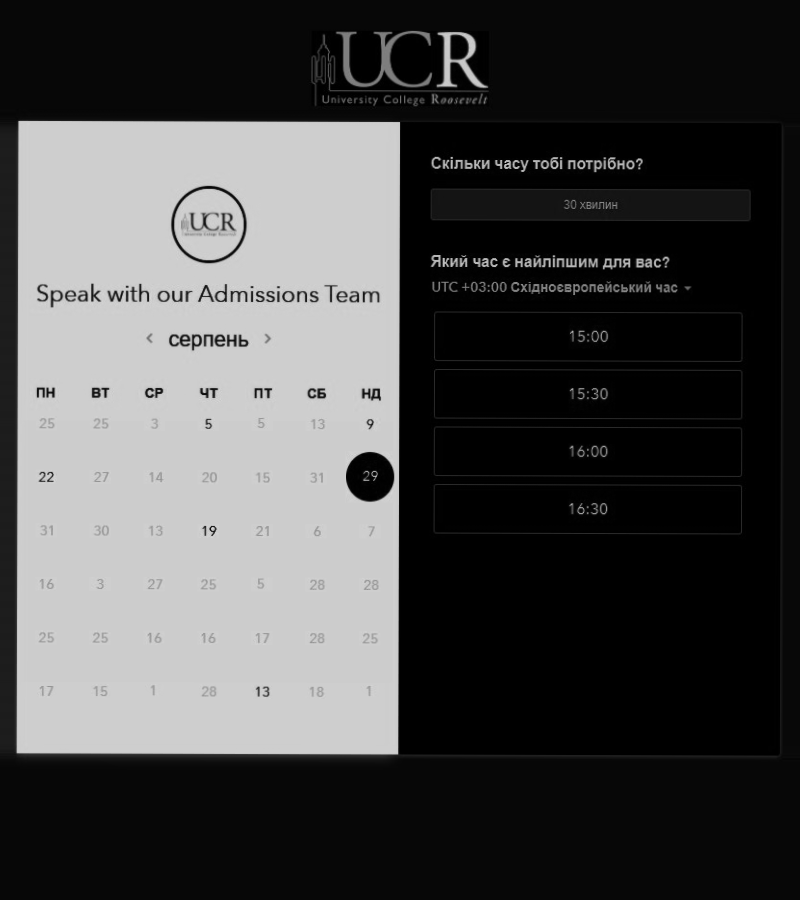 UCR
University College Roosevelt
UCR
University College Roosevelt
Speak with our Admissions Team
серпень
ПН ВТ СР ЧТ ПТ СБ НД
25 25 3 5 5 13 9
22 27 14 20 15 31 29
31 30 13 19 21 6 7
16 3 27 25 5 28 28
25 25 16 16 17 28 25
17 15 1 28 13 18 1
Скільки часу тобі потрібно?
30 хвилин
Який час є найліпшим для вас?
UTC +03:00 Східноєвропейський час
15:00
15:30
16:00
16:30